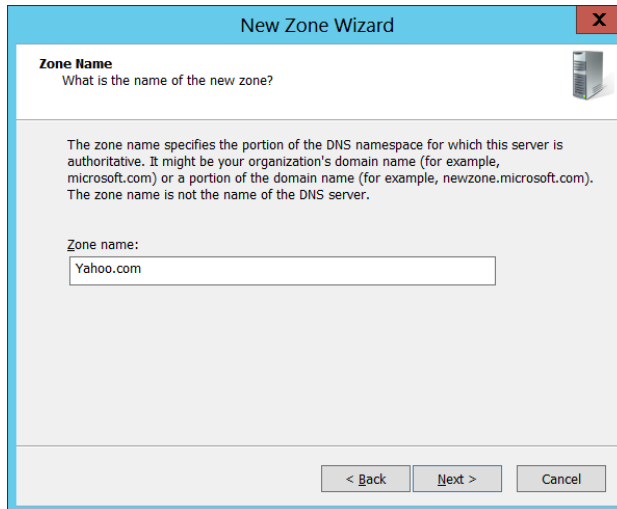 New Zone Wizard
X
Zone Name
What is the name of the new zone?
The zone name specifies the portion of the DNS namespace for which this server is
authoritative. It might be your organization's domain name (for example,
microsoft.com) or a portion of the domain name (for example, newzone.microsoft.com).
The zone name is not the name of the DNS server.
Zone name:
Yahoo.com
< Back
Next >
Cancel